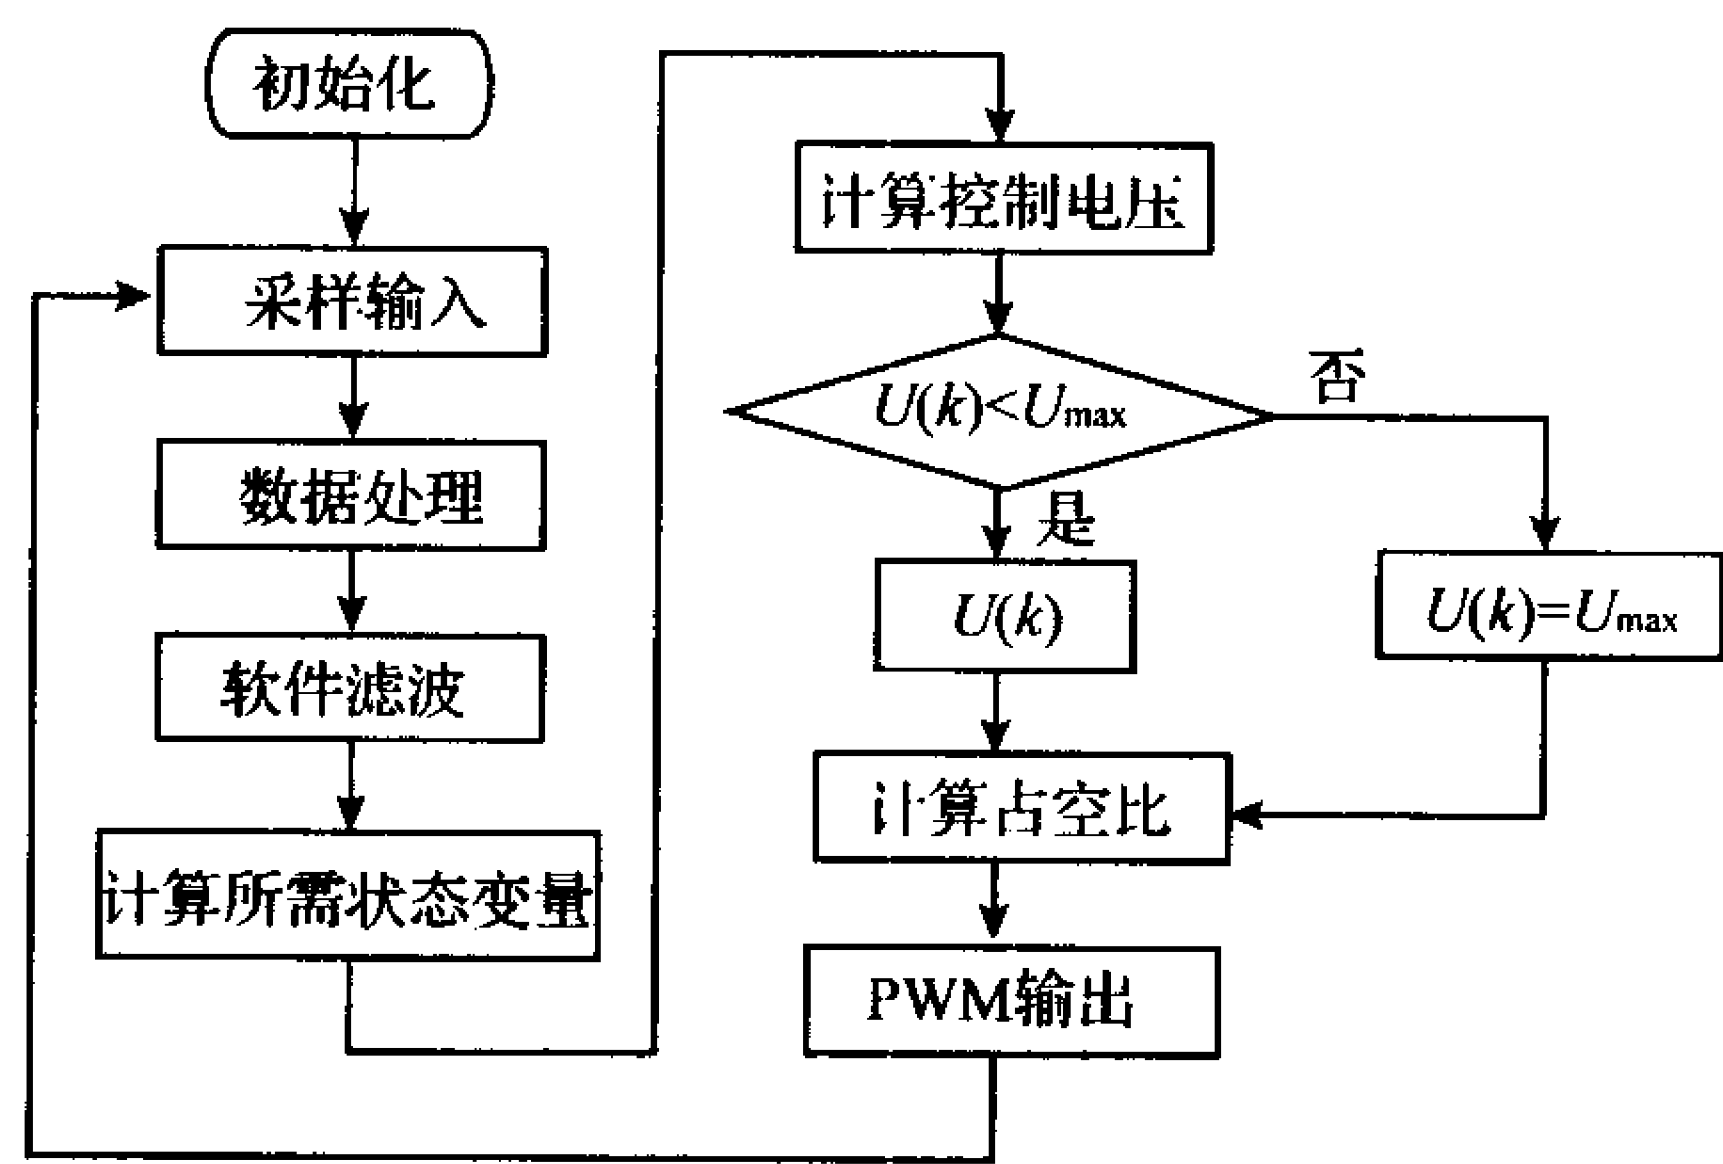 初始化
采样输入
数据处理
软件滤波
计算所需状态变量
计算控制电压
U(k)<Umax
否
是
U(k)
U(k)=Umax
计算占空比
PWM输出